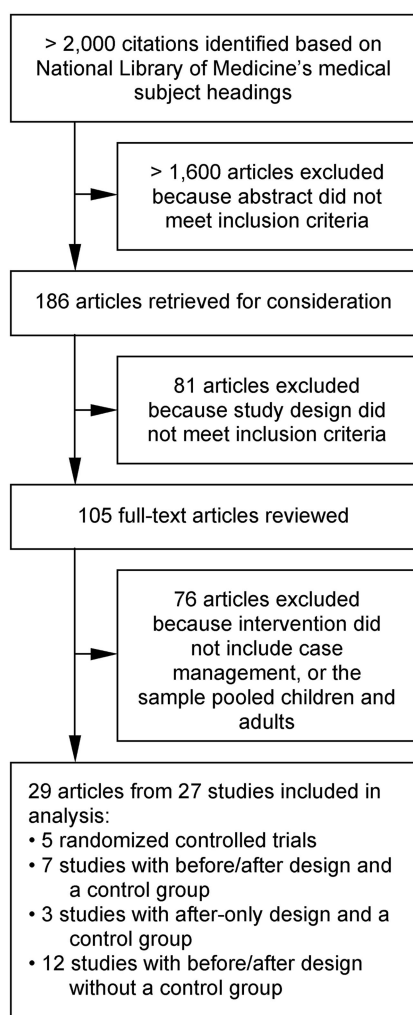 > 2,000 citations identified based on
National Library of Medicine's medical
subject headings
> 1,600 articles excluded
because abstract did not
meet inclusion criteria
186 articles retrieved for consideration
81 articles excluded
because study design did
not meet inclusion criteria
105 full-text articles reviewed
76 articles excluded
because intervention did
not include case
management, or the
sample pooled children and
adults
29 articles from 27 studies included in
analysis:
• 5 randomized controlled trials
• 7 studies with before/after design and
a control group
• 3 studies with after-only design and a
control group
• 12 studies with before/after design
without a control group